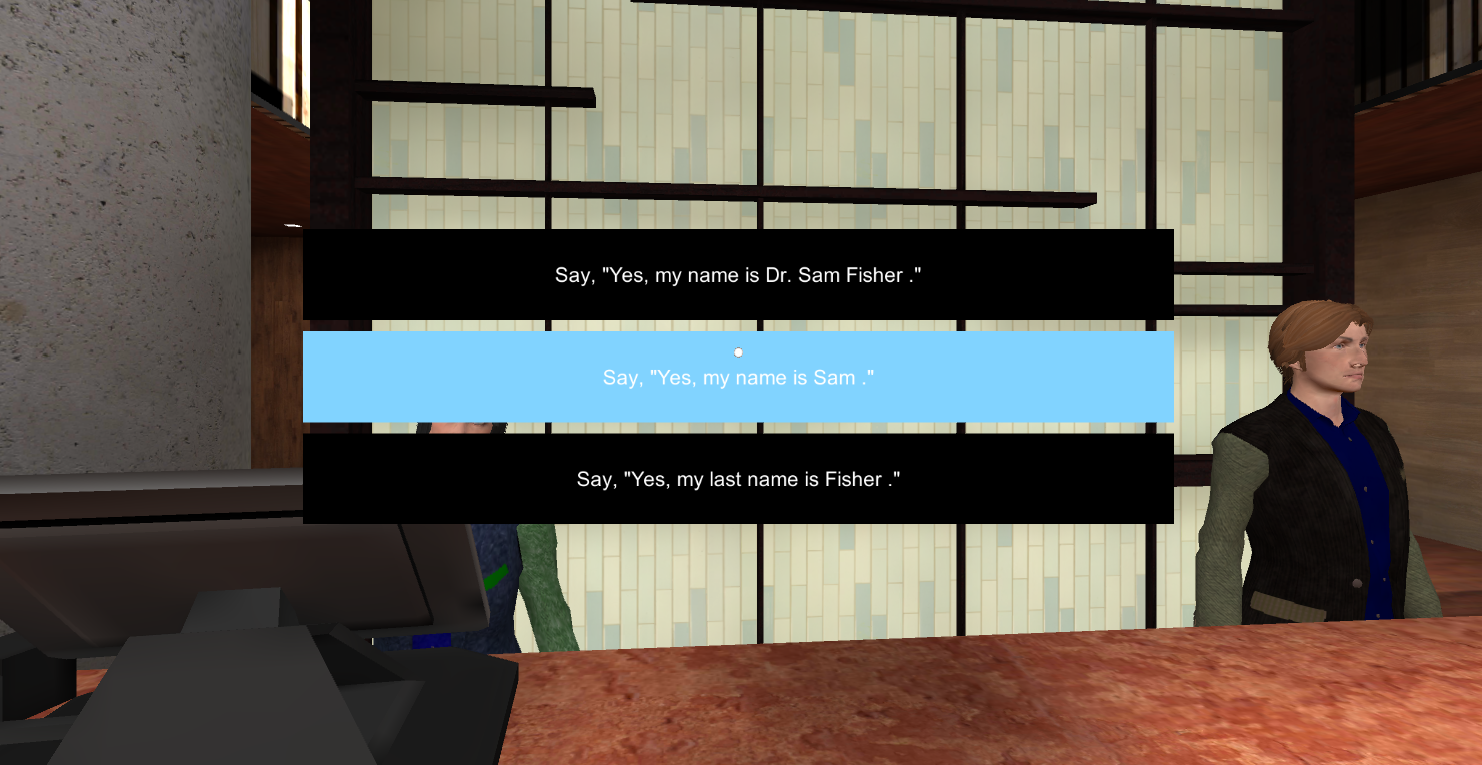 Say, "Yes, my name is Dr. Sam Fisher ."
Say, "Yes, my name is Sam ."
Say, "Yes, my last name is Fisher ."